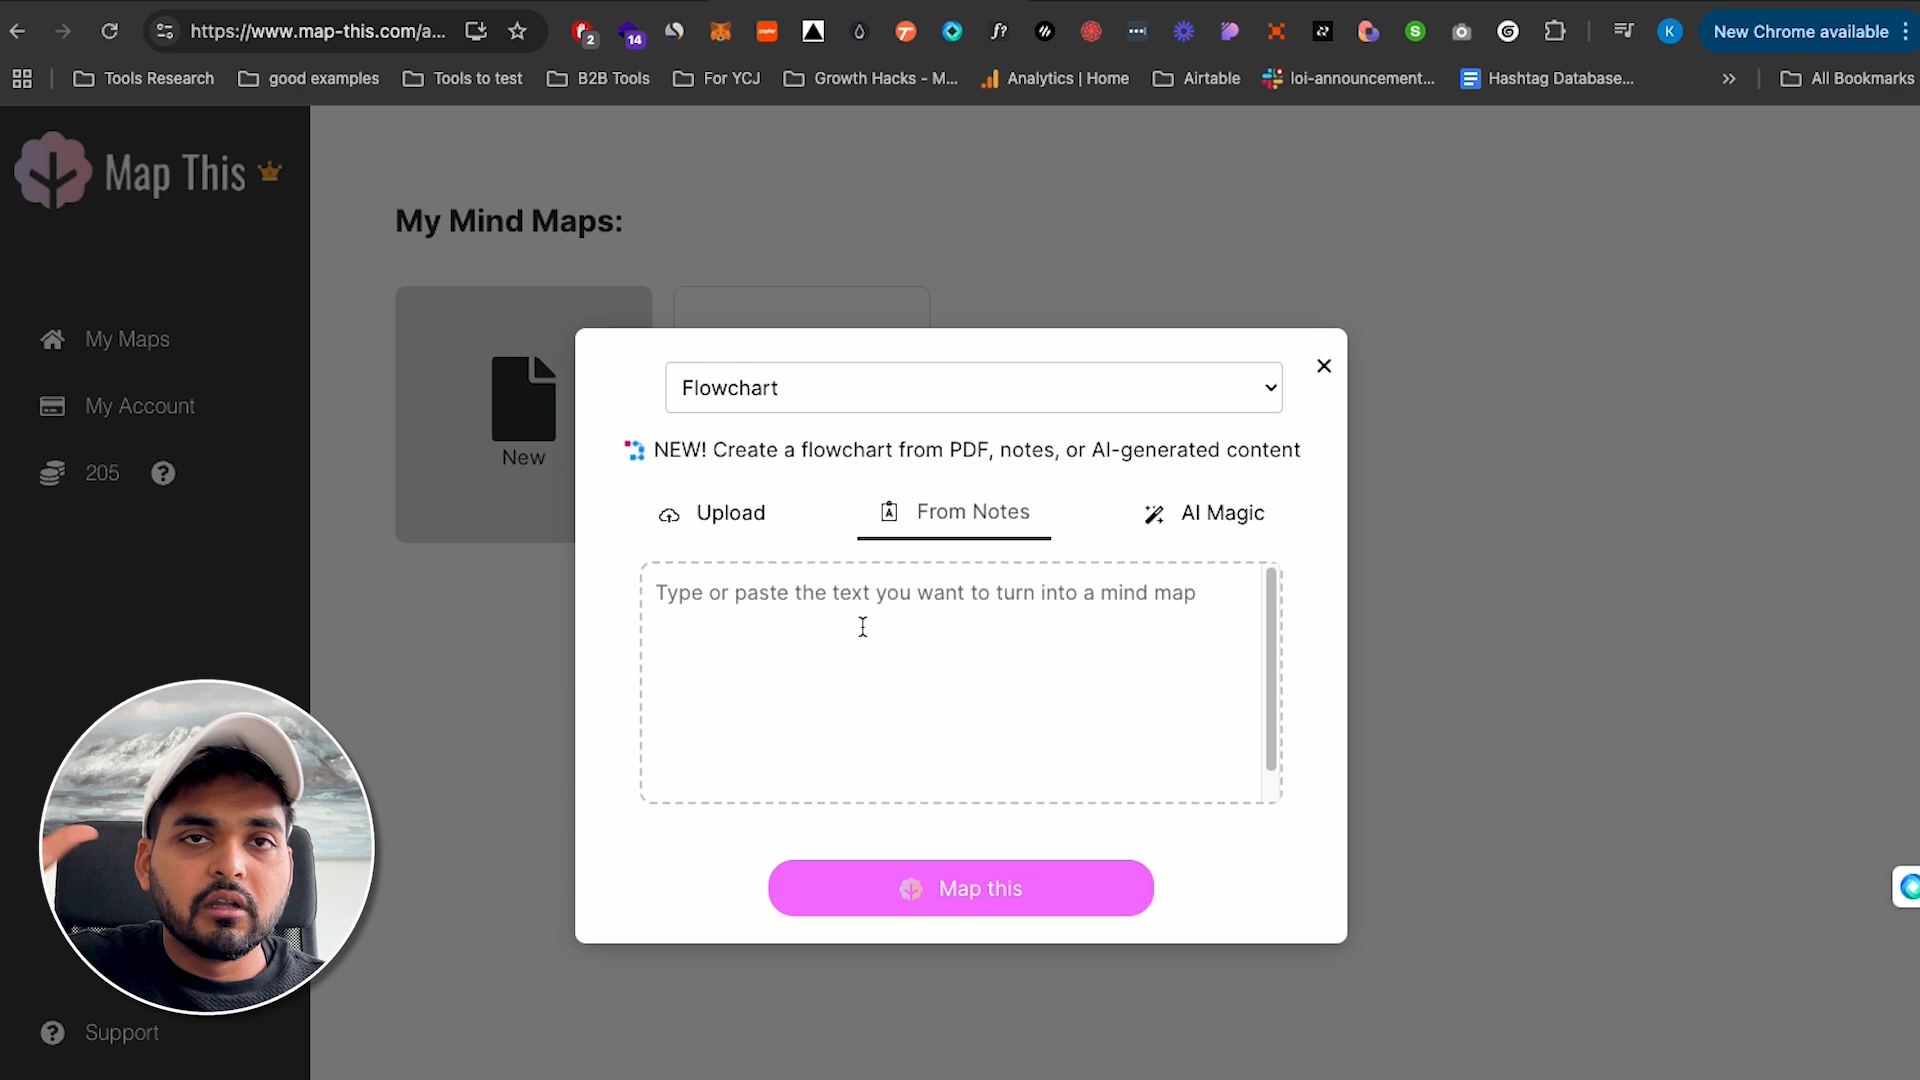 https://www.map-this.com/a...
2
14
f?
S
K
New Chrome available
Tools Research
good examples
Tools to test
B2B Tools
For YCJ
Growth Hacks - M...
Analytics | Home
Airtable
loi-announcement...
Hashtag Database...
»
All Bookmarks
Map This
My Mind Maps:
My Maps
My Account
205
?
New
Flowchart
NEW! Create a flowchart from PDF, notes, or AI-generated content
Upload
From Notes
AI Magic
Type or paste the text you want to turn into a mind map
Map this
?
Support